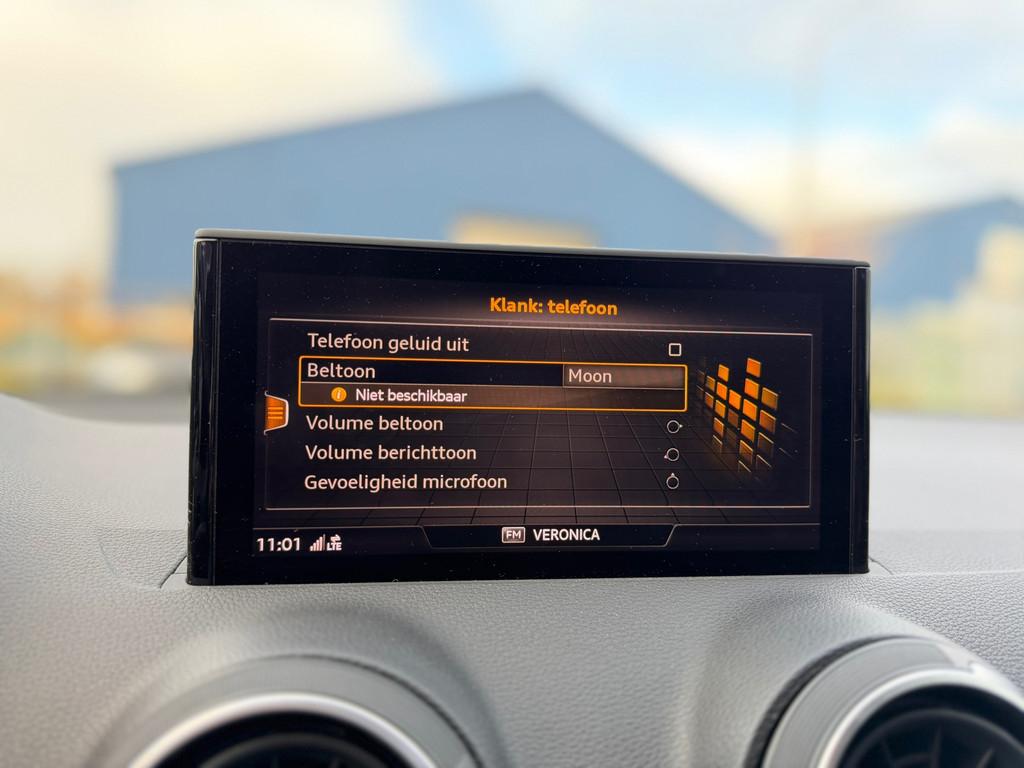 Klank: telefoon
Telefoon geluid uit
Beltoon Moon
i Niet beschikbaar
Volume beltoon
Volume berichttoon
Gevoeligheid microfoon
11:01 LTE FM VERONICA